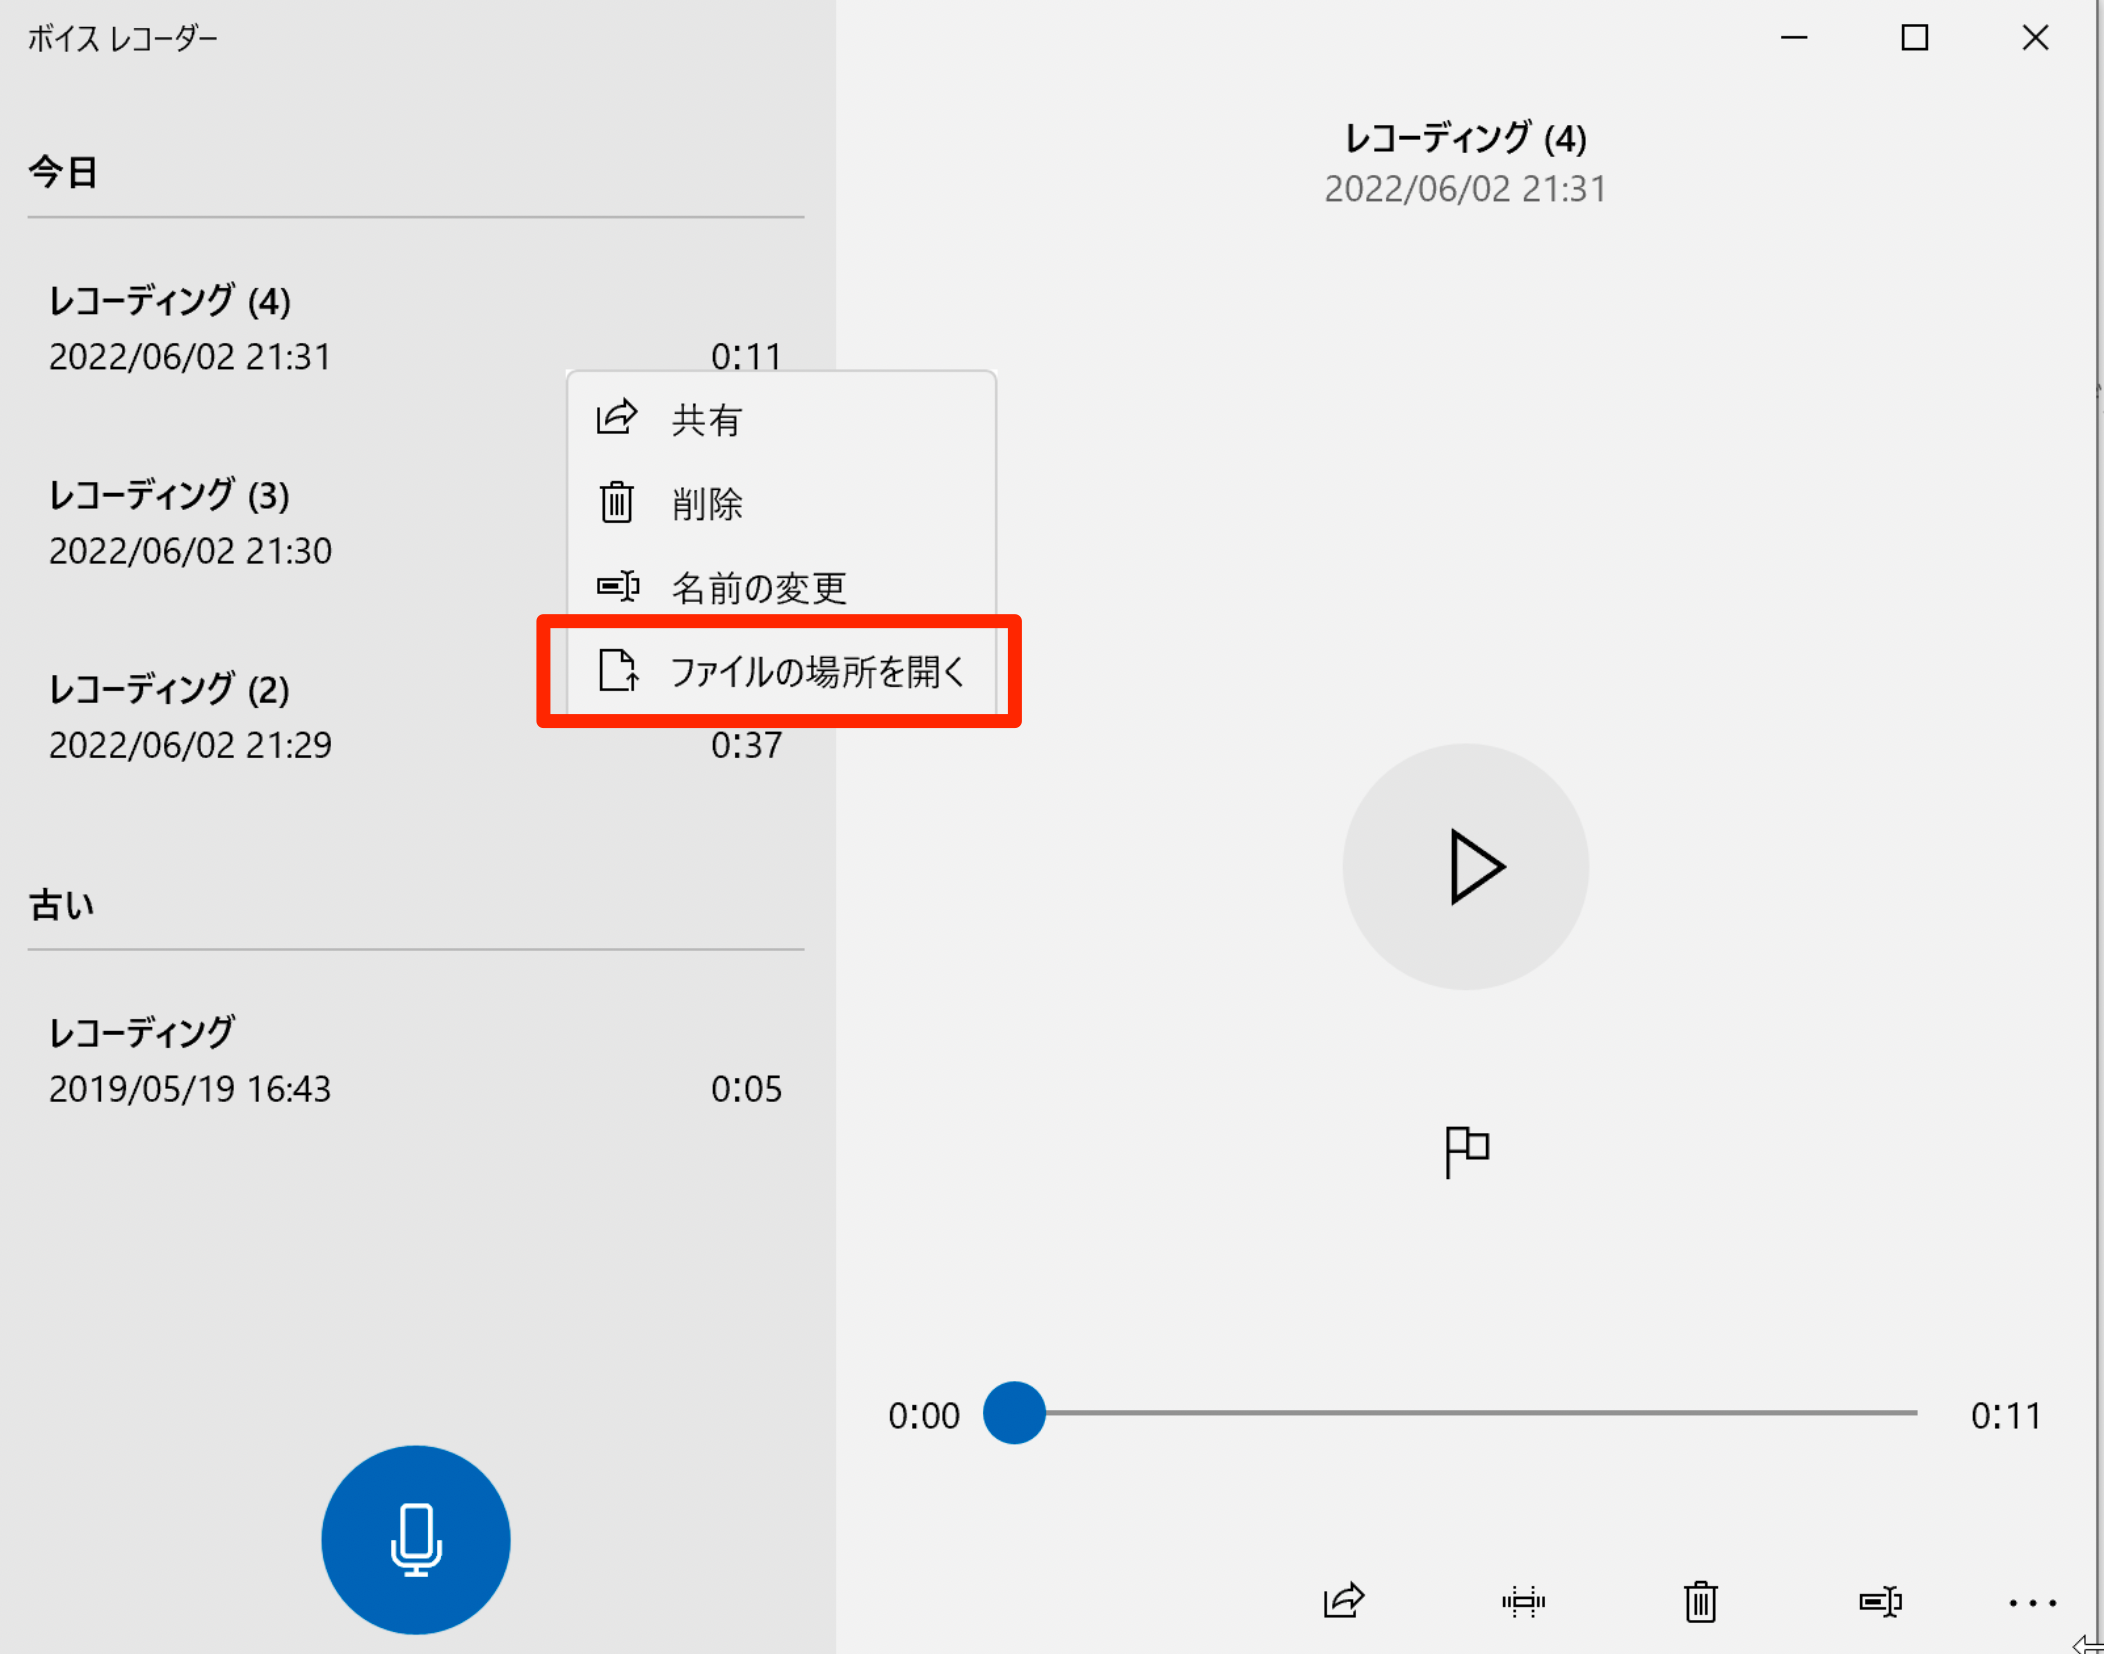 ボイス レコーダー
今日
レコーディング (4)
2022/06/02 21:31
0:11
レコーディング (3)
2022/06/02 21:30
レコーディング (2)
2022/06/02 21:29
0:37
古い
レコーディング
2019/05/19 16:43
0:05
共有
削除
名前の変更
ファイルの場所を開く
レコーディング (4)
2022/06/02 21:31
0:00
0:11